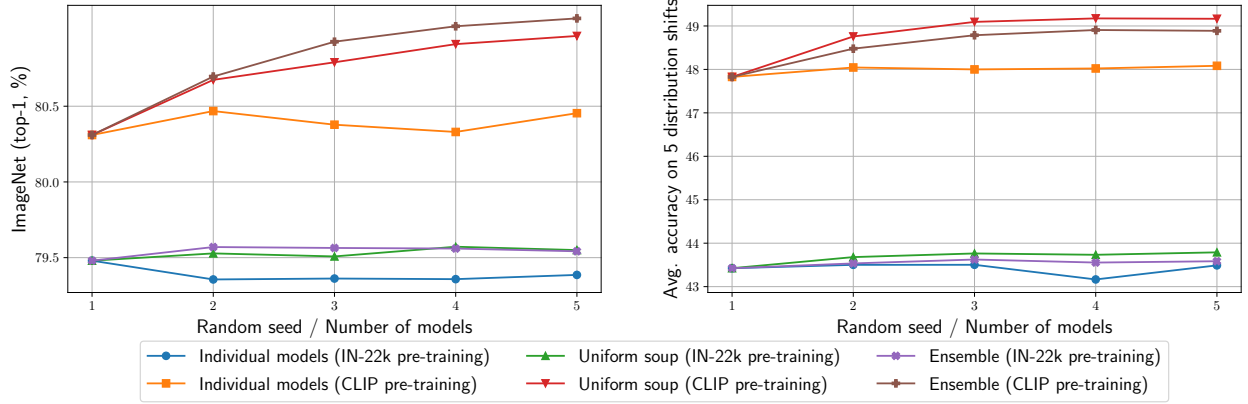 ImageNet (top-1, %)
80.5
80.0
79.5
1 2 3 4 5
Random seed / Number of models
Avg. accuracy on 5 distribution shifts
49
48
47
46
45
44
43
1 2 3 4 5
Random seed / Number of models
Individual models (IN-22k pre-training)
Uniform soup (IN-22k pre-training)
Ensemble (IN-22k pre-training)
Individual models (CLIP pre-training)
Uniform soup (CLIP pre-training)
Ensemble (CLIP pre-training)